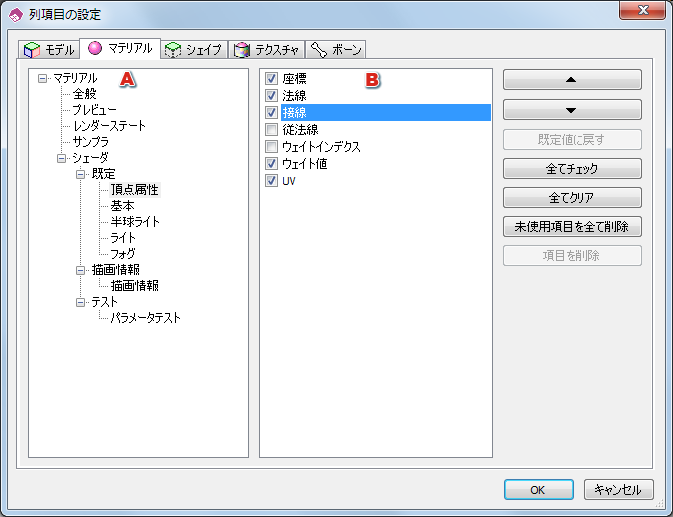 列項目の設定
モデル
マテリアル
シェイプ
テクスチャ
ボーン
A
マテリアル
全般
プレビュー
レンダーステート
サンプラ
シェーダ
既定
頂点属性
基本
半球ライト
ライト
フォグ
描画情報
描画情報
テスト
パラメータテスト
B
座標
法線
接線
従法線
ウェイトインデクス
ウェイト値
UV
既定値に戻す
全てチェック
全てクリア
未使用項目を全て削除
項目を削除
OK
キャンセル